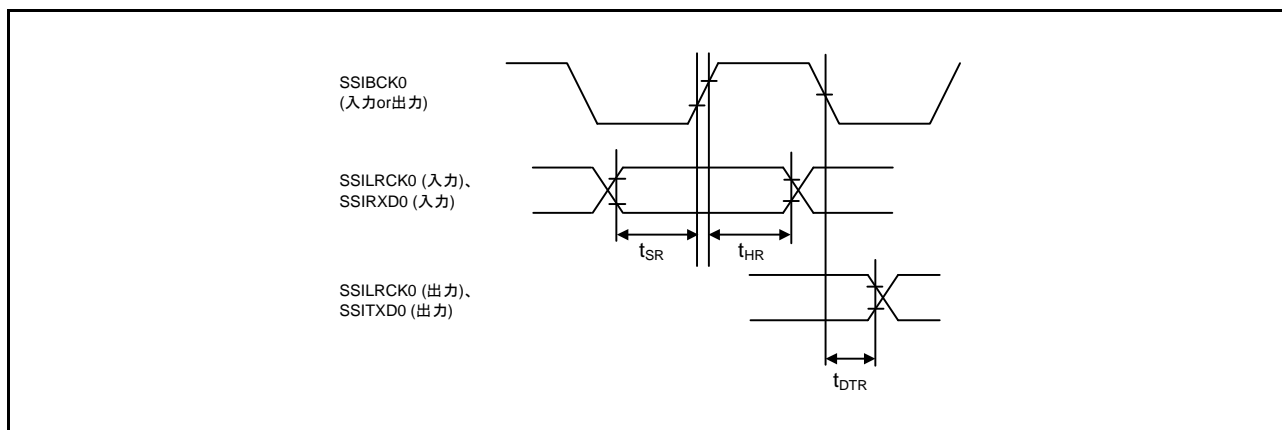 SSIBCK0
(入力or出力)
SSILRCK0 (入力)、
SSIRXD0 (入力)
tSR
tHR
SSILRCK0 (出力)、
SSITXD0 (出力)
tDTR